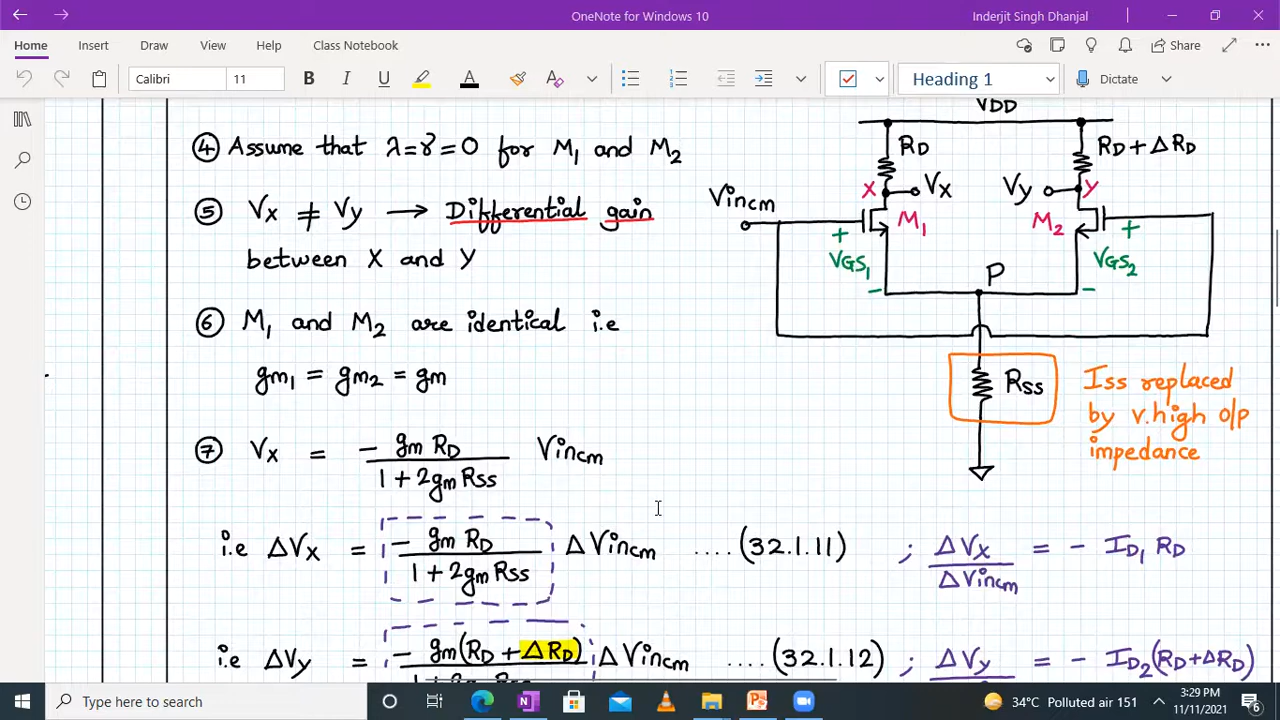 OneNote for Windows 10
Inderjit Singh Dhanjal
Home Insert Draw View Help Class Notebook
Share
Calibri 11 B I U A Heading 1 Dictate
④ Assume that λ=γ=0 for M₁ and M₂
⑤ Vx ≠ Vy → Differential gain
between X and Y
⑥ M₁ and M₂ are identical i.e
gm₁ = gm₂ = gm
⑦ Vx = - gm RD / 1 + 2gm Rss Vincm
i.e ΔVx = - gm RD / 1 + 2gm Rss ΔVincm ....(32.1.11) ; ΔVx / ΔVincm = - ID₁ RD
i.e ΔVy = - gm(RD + ΔRD) ΔVincm ....(32.1.12) ; ΔVy = - ID₂(RD+ΔRD)
VDD
RD
RD + ΔRD
X
Vx
Vy
Y
Vincm
M₁
M₂
+
+
VGS₁
VGS₂
-
-
P
Rss
Iss replaced
by v.high o/p
impedance
Type here to search
34°C Polluted air 151
3:29 PM
11/11/2021
6